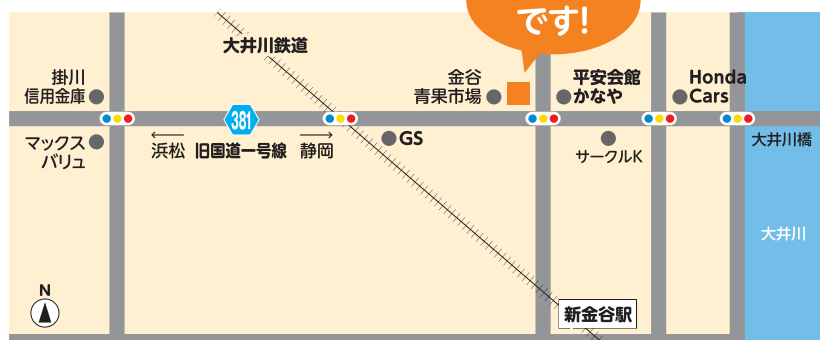 です!
大井川鉄道
掛川
信用金庫
金谷
青果市場
平安会館
かなや
Honda
Cars
381
マックス
バリュ
浜松
旧国道一号線
静岡
GS
サークルK
大井川橋
大井川
N
新金谷駅